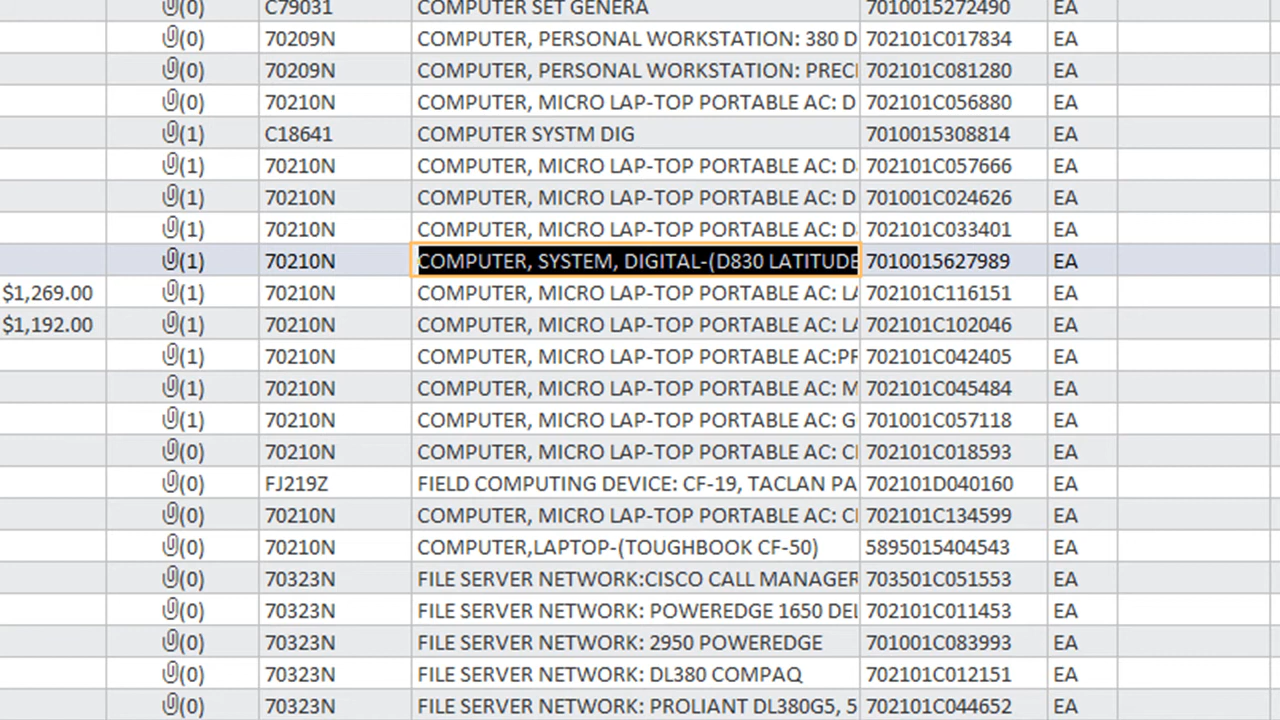 (0) C79031 COMPUTER SET GENERA 7010015272490 EA
(0) 70209N COMPUTER, PERSONAL WORKSTATION: 380 D 702101C017834 EA
(0) 70209N COMPUTER, PERSONAL WORKSTATION: PRECI 702101C081280 EA
(0) 70210N COMPUTER, MICRO LAP-TOP PORTABLE AC: D 702101C056880 EA
(1) C18641 COMPUTER SYSTM DIG 7010015308814 EA
(1) 70210N COMPUTER, MICRO LAP-TOP PORTABLE AC: D 702101C057666 EA
(1) 70210N COMPUTER, MICRO LAP-TOP PORTABLE AC: D 701001C024626 EA
(1) 70210N COMPUTER, MICRO LAP-TOP PORTABLE AC: D 702101C033401 EA
(1) 70210N COMPUTER, SYSTEM, DIGITAL-(D830 LATITUDE 7010015627989 EA
$1,269.00 (1) 70210N COMPUTER, MICRO LAP-TOP PORTABLE AC: LA 702101C116151 EA
$1,192.00 (1) 70210N COMPUTER, MICRO LAP-TOP PORTABLE AC: LA 702101C102046 EA
(1) 70210N COMPUTER, MICRO LAP-TOP PORTABLE AC:PF 702101C042405 EA
(1) 70210N COMPUTER, MICRO LAP-TOP PORTABLE AC: M 702101C045484 EA
(1) 70210N COMPUTER, MICRO LAP-TOP PORTABLE AC: G 701001C057118 EA
(0) 70210N COMPUTER, MICRO LAP-TOP PORTABLE AC: CI 702101C018593 EA
(0) FJ219Z FIELD COMPUTING DEVICE: CF-19, TACLAN PA 702101D040160 EA
(0) 70210N COMPUTER, MICRO LAP-TOP PORTABLE AC: CI 702101C134599 EA
(0) 70210N COMPUTER,LAPTOP-(TOUGHBOOK CF-50) 5895015404543 EA
(0) 70323N FILE SERVER NETWORK:CISCO CALL MANAGER 703501C051553 EA
(0) 70323N FILE SERVER NETWORK: POWEREDGE 1650 DEL 702101C011453 EA
(0) 70323N FILE SERVER NETWORK: 2950 POWEREDGE 701001C083993 EA
(0) 70323N FILE SERVER NETWORK: DL380 COMPAQ 702101C012151 EA
(0) 70323N FILE SERVER NETWORK: PROLIANT DL380G5, 5 702101C044652 EA